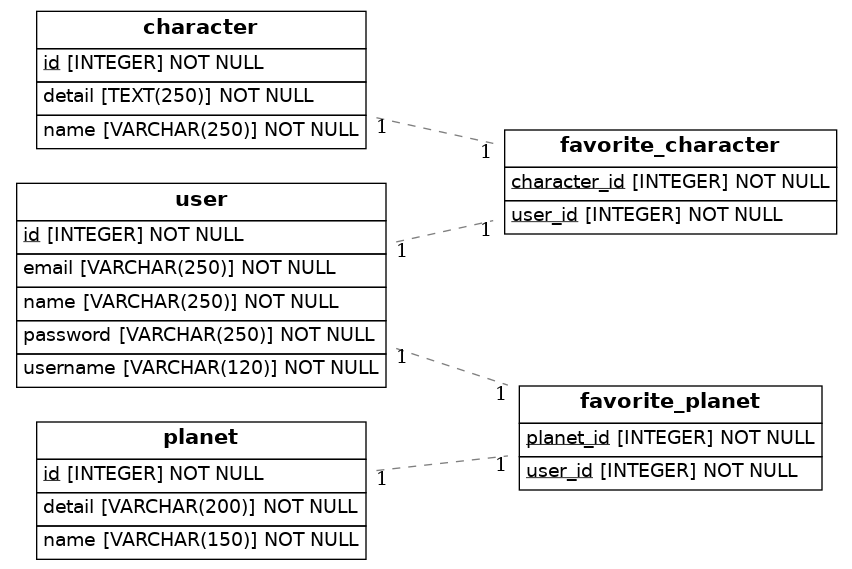 character
id [INTEGER] NOT NULL
detail [TEXT(250)] NOT NULL
name [VARCHAR(250)] NOT NULL
1
1
favorite_character
character_id [INTEGER] NOT NULL
user_id [INTEGER] NOT NULL
user
id [INTEGER] NOT NULL
email [VARCHAR(250)] NOT NULL
name [VARCHAR(250)] NOT NULL
password [VARCHAR(250)] NOT NULL
username [VARCHAR(120)] NOT NULL
1
1
1
1
favorite_planet
planet_id [INTEGER] NOT NULL
user_id [INTEGER] NOT NULL
planet
id [INTEGER] NOT NULL
detail [VARCHAR(200)] NOT NULL
name [VARCHAR(150)] NOT NULL
1
1